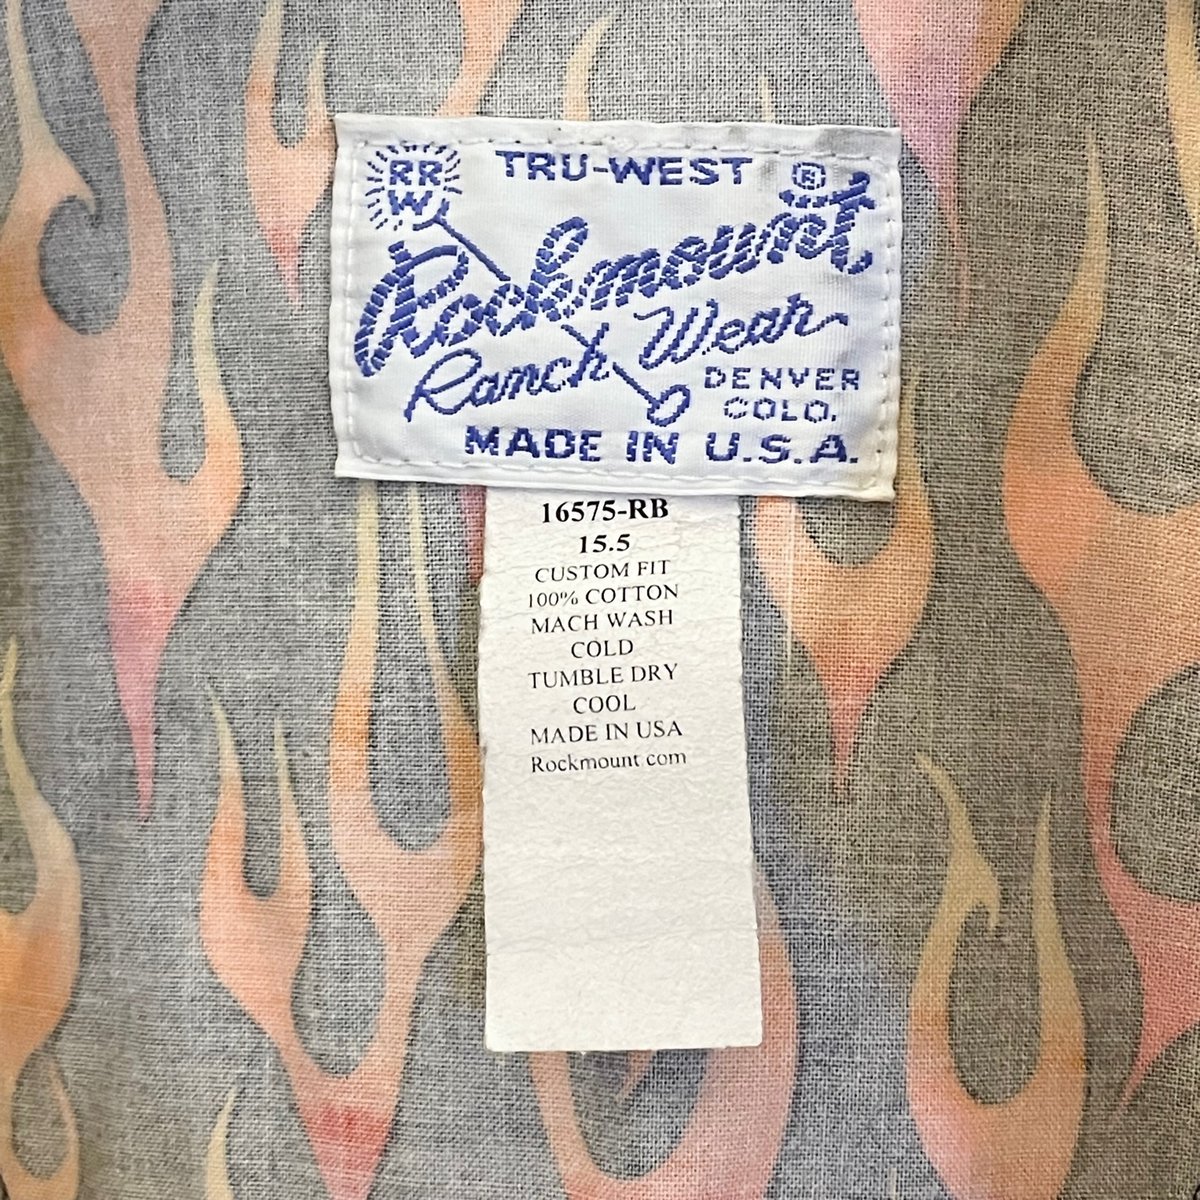 RR
W
TRU-WEST ®
Rockmount
Ranch Wear
DENVER
COLO.
MADE IN U.S.A.
16575-RB
15.5
CUSTOM FIT
100% COTTON
MACH WASH
COLD
TUMBLE DRY
COOL
MADE IN USA
Rockmount com